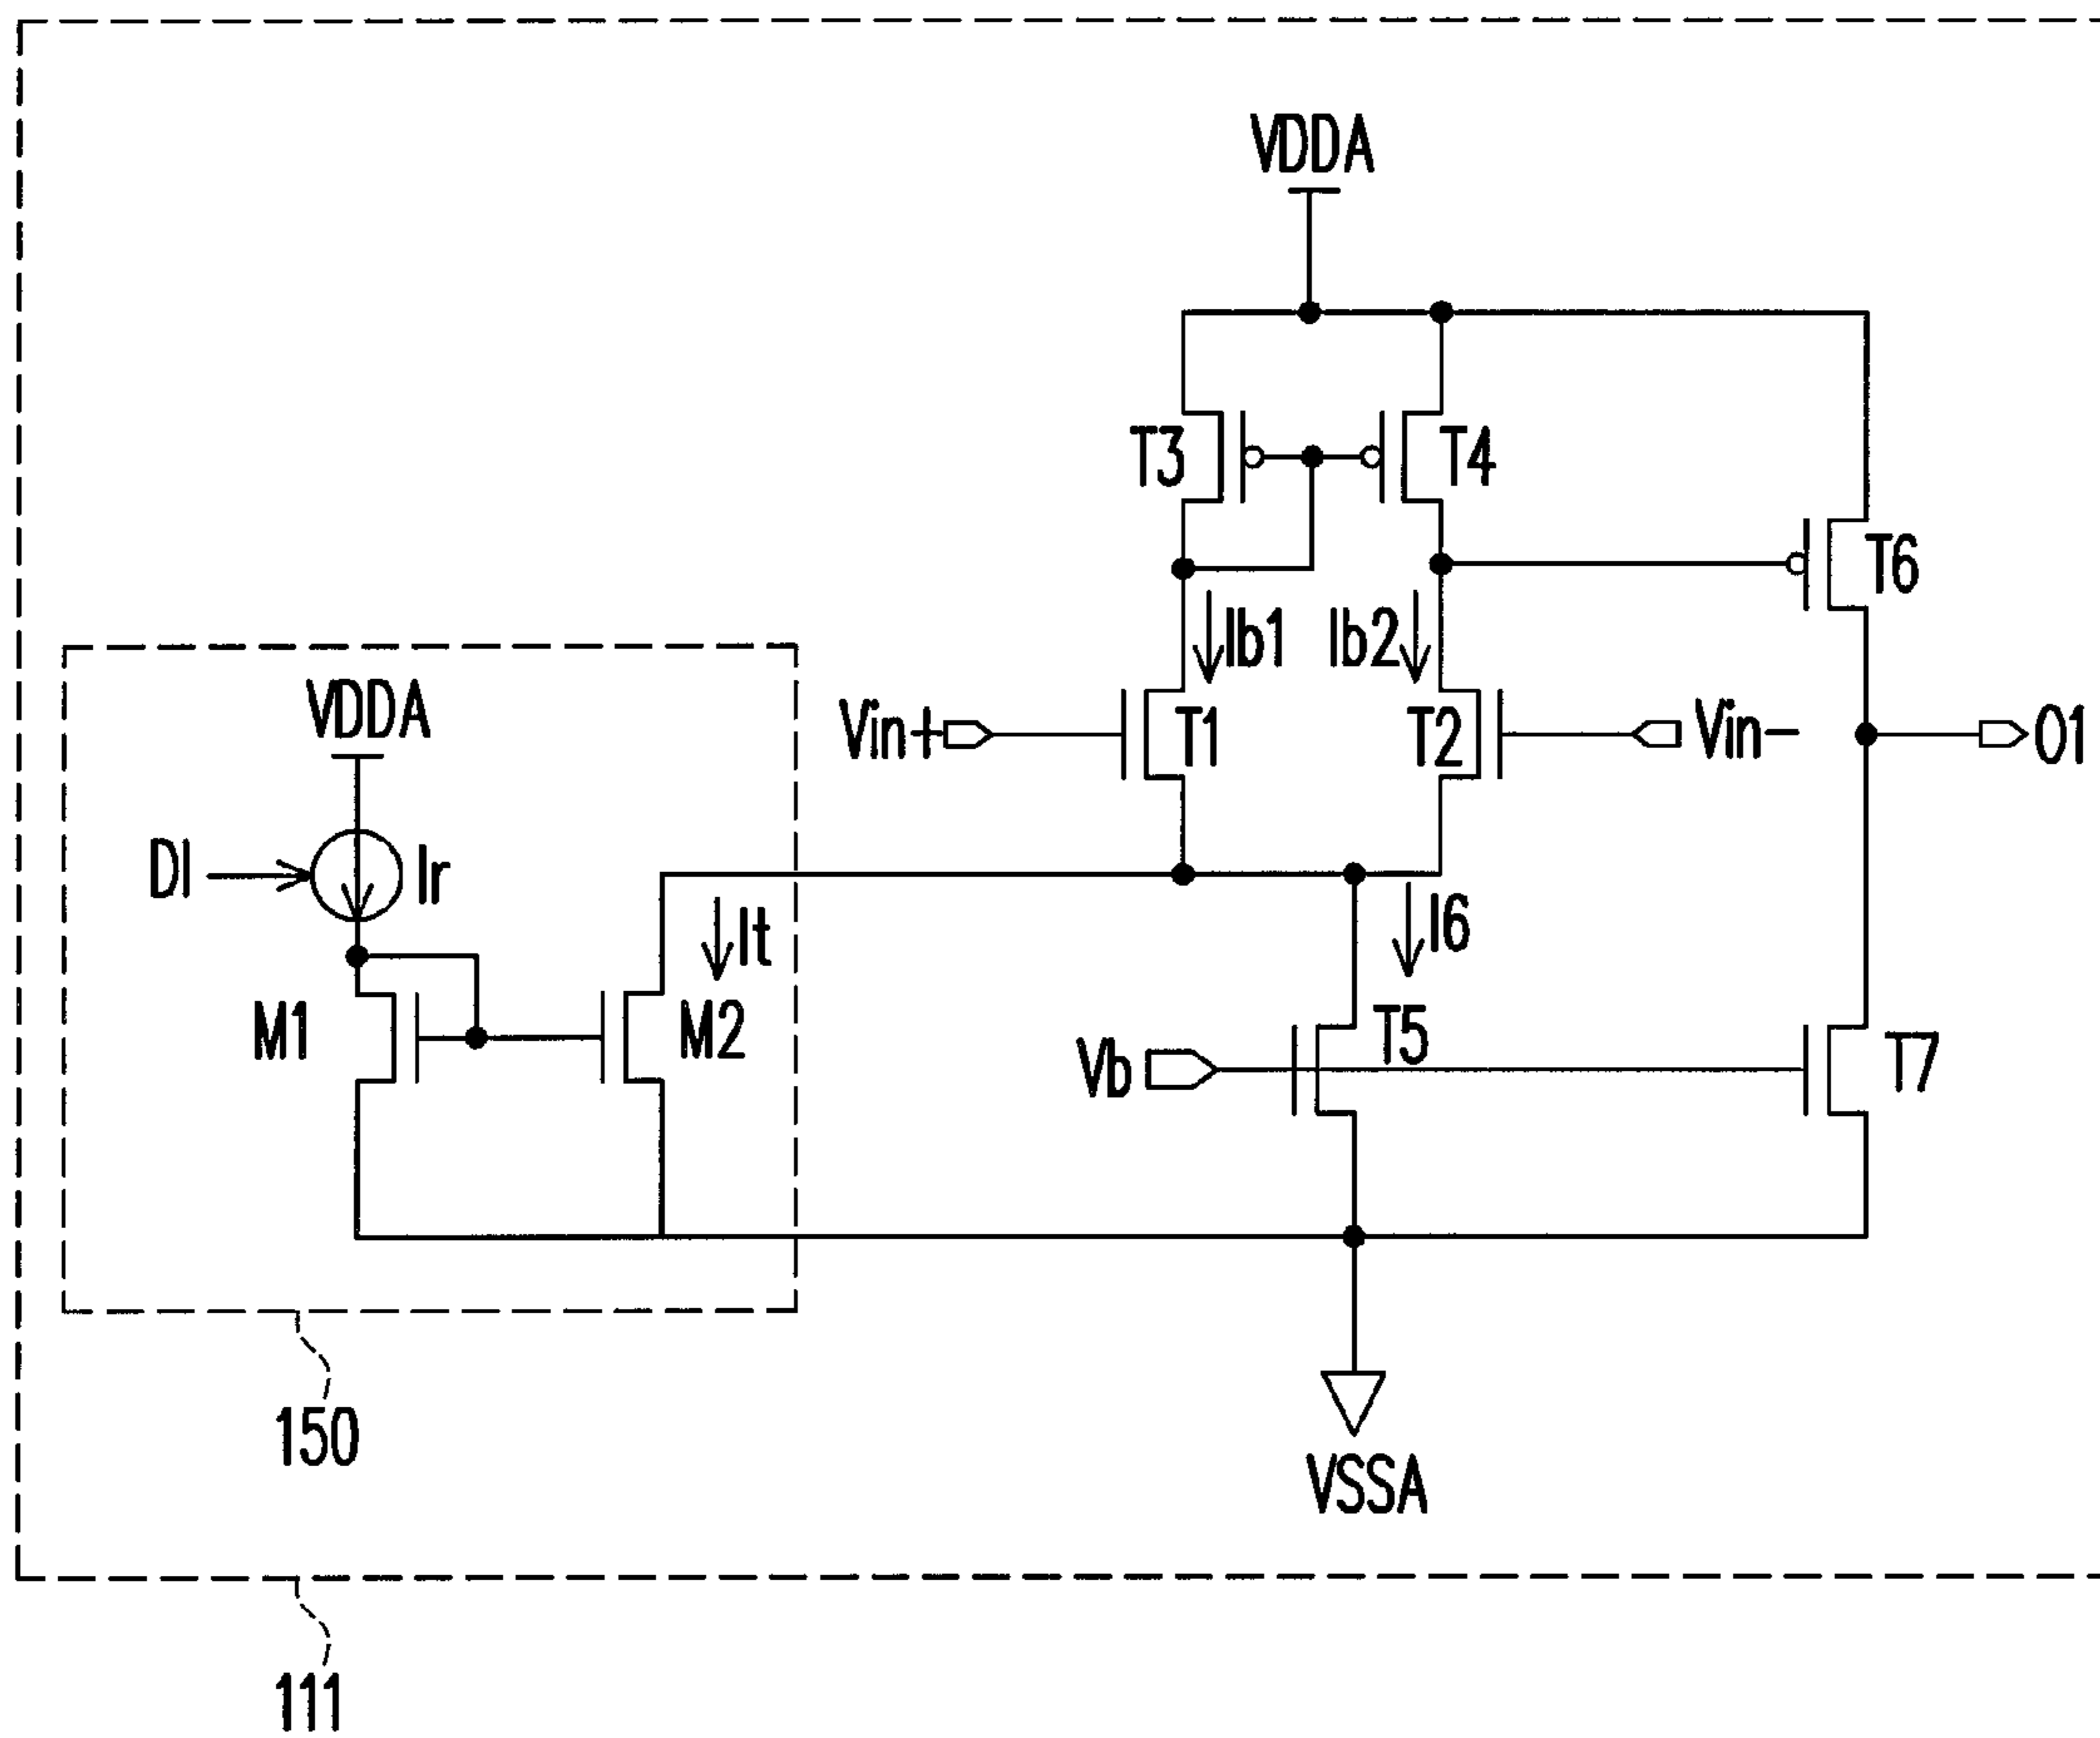 VDDA
T3
T4
T6
Ib1
Ib2
VDDA
Vin+
T1
T2
Vin-
O1
DI
Ir
It
I6
M1
M2
T5
Vb
T7
150
VSSA
111